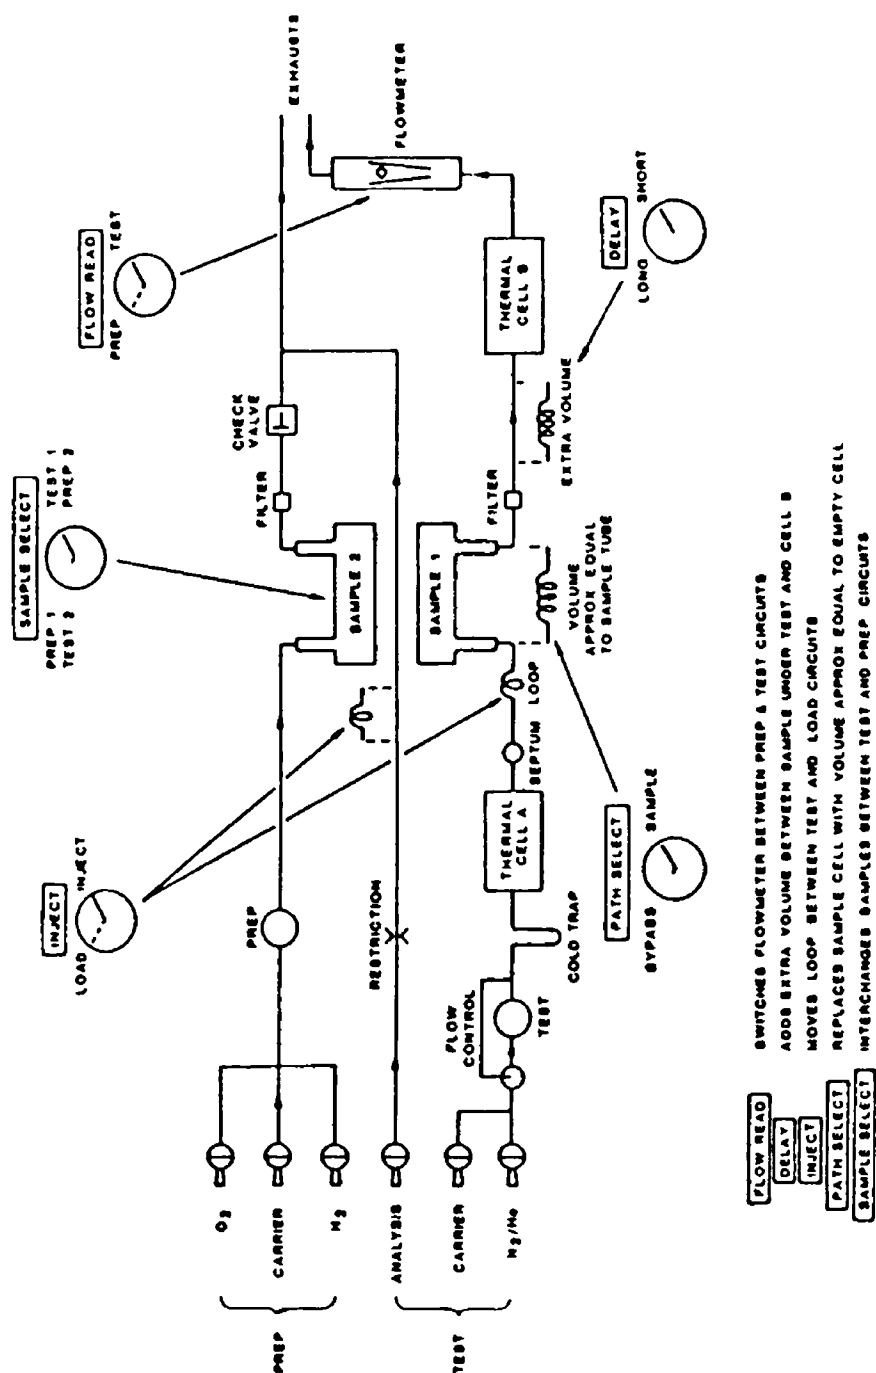 EXHAUSTS
FLOWMETER
FLOW READ
PREP
TEST
DELAY
LONG
SHORT
THERMAL
CELL B
EXTRA VOLUME
CHECK
VALVE
FILTER
FILTER
SAMPLE SELECT
PREP 1
TEST 2
TEST 1
PREP 2
SAMPLE 2
SAMPLE 1
VOLUME
APPROX EQUAL
TO SAMPLE TUBE
LOOP
SEPTUM
THERMAL
CELL A
PATH SELECT
BYPASS
SAMPLE
INJECT
LOAD
INJECT
PREP
RESTRICTION
COLD TRAP
FLOW
CONTROL
TEST
O2
CARRIER
H2
ANALYSIS
CARRIER
N2/He
PREP
TEST
FLOW READ SWITCHES FLOWMETER BETWEEN PREP & TEST CIRCUITS
DELAY ADDS EXTRA VOLUME BETWEEN SAMPLE UNDER TEST AND CELL B
INJECT MOVES LOOP BETWEEN TEST AND LOAD CIRCUITS
PATH SELECT REPLACES SAMPLE CELL WITH VOLUME APPROX EQUAL TO EMPTY CELL
SAMPLE SELECT INTERCHANGES SAMPLES BETWEEN TEST AND PREP CIRCUITS